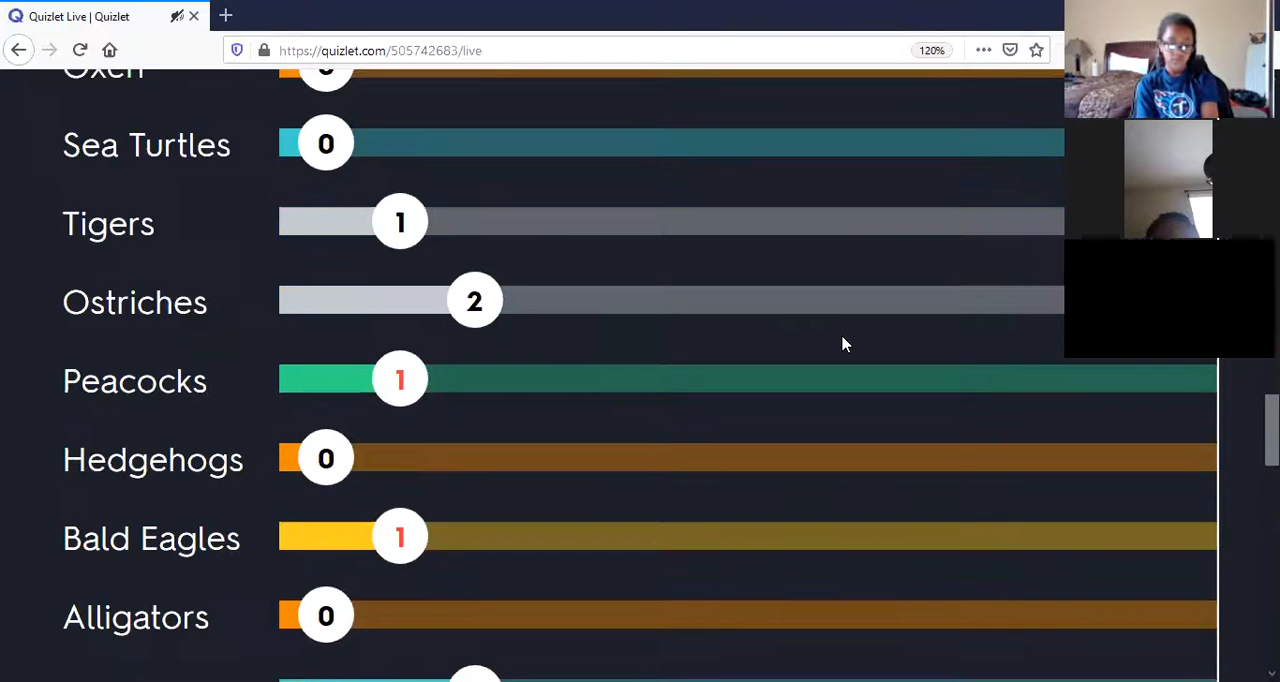 Quizlet Live | Quizlet
https://quizlet.com/505742683/live
120%
Oxen
Sea Turtles 0
Tigers 1
Ostriches 2
Peacocks 1
Hedgehogs 0
Bald Eagles 1
Alligators 0